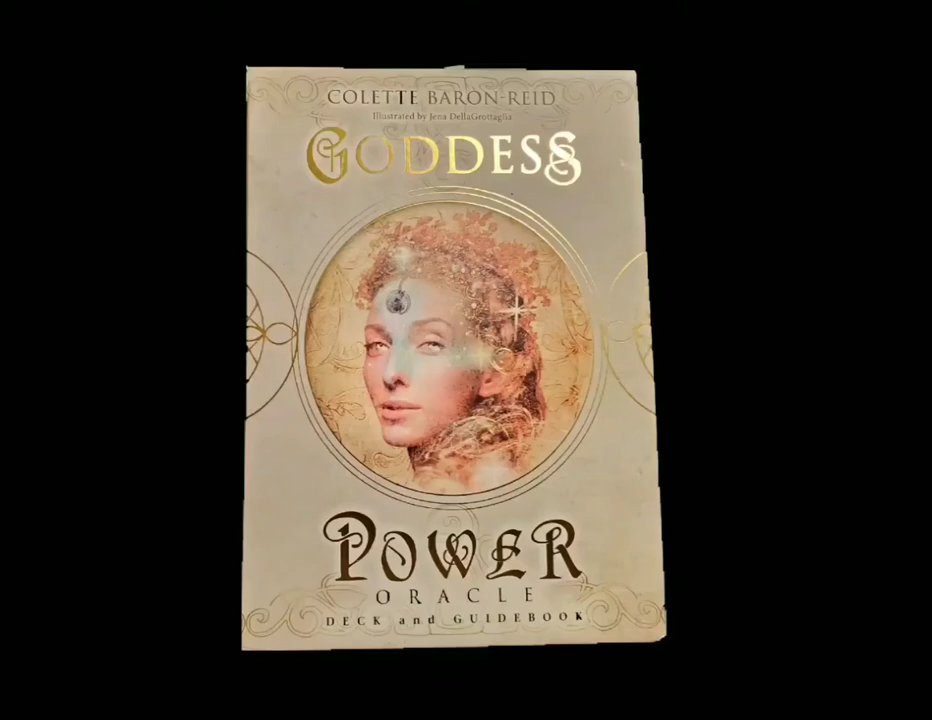 COLETTE BARON-REID
Illustrated by Jena DellaGrottaglia
GODDESS
POWER
ORACLE
DECK and GUIDEBOOK